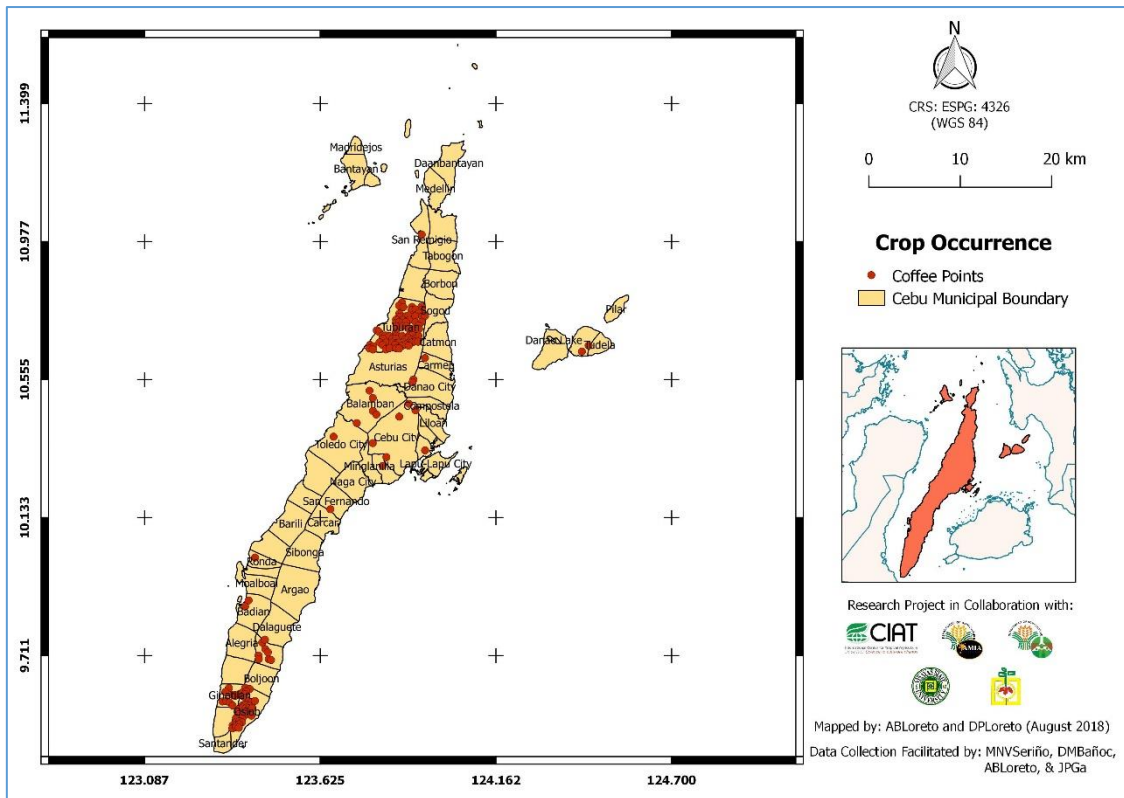 N
CRS: ESPG: 4326
(WGS 84)
0 10 20 km
Crop Occurrence
Coffee Points
Cebu Municipal Boundary
11.399
10.977
10.555
10.133
9.711
123.087 123.625 124.162 124.700
Madridejos
Bantayan
Daanbantayan
Medellin
San Remigio
Tabogon
Borbon
Sogod
Tuburan
Catmon
Carmen
Asturias
Danao City
Balamban
Compostela
Liloan
Cebu City
Toledo City
Lapu-Lapu City
Minglanilla
Naga City
San Fernando
Carcar
Barili
Sibonga
Ronda
Moalboal
Argao
Badian
Dalaguete
Alegria
Boljoon
Ginatilan
Oslob
Santander
Pilar
Tudela
Research Project in Collaboration with:
CIAT
AMIA
Mapped by: ABLoreto and DPLoreto (August 2018)
Data Collection Facilitated by: MNVSeriño, DMBañoc,
ABLoreto, & JPGa